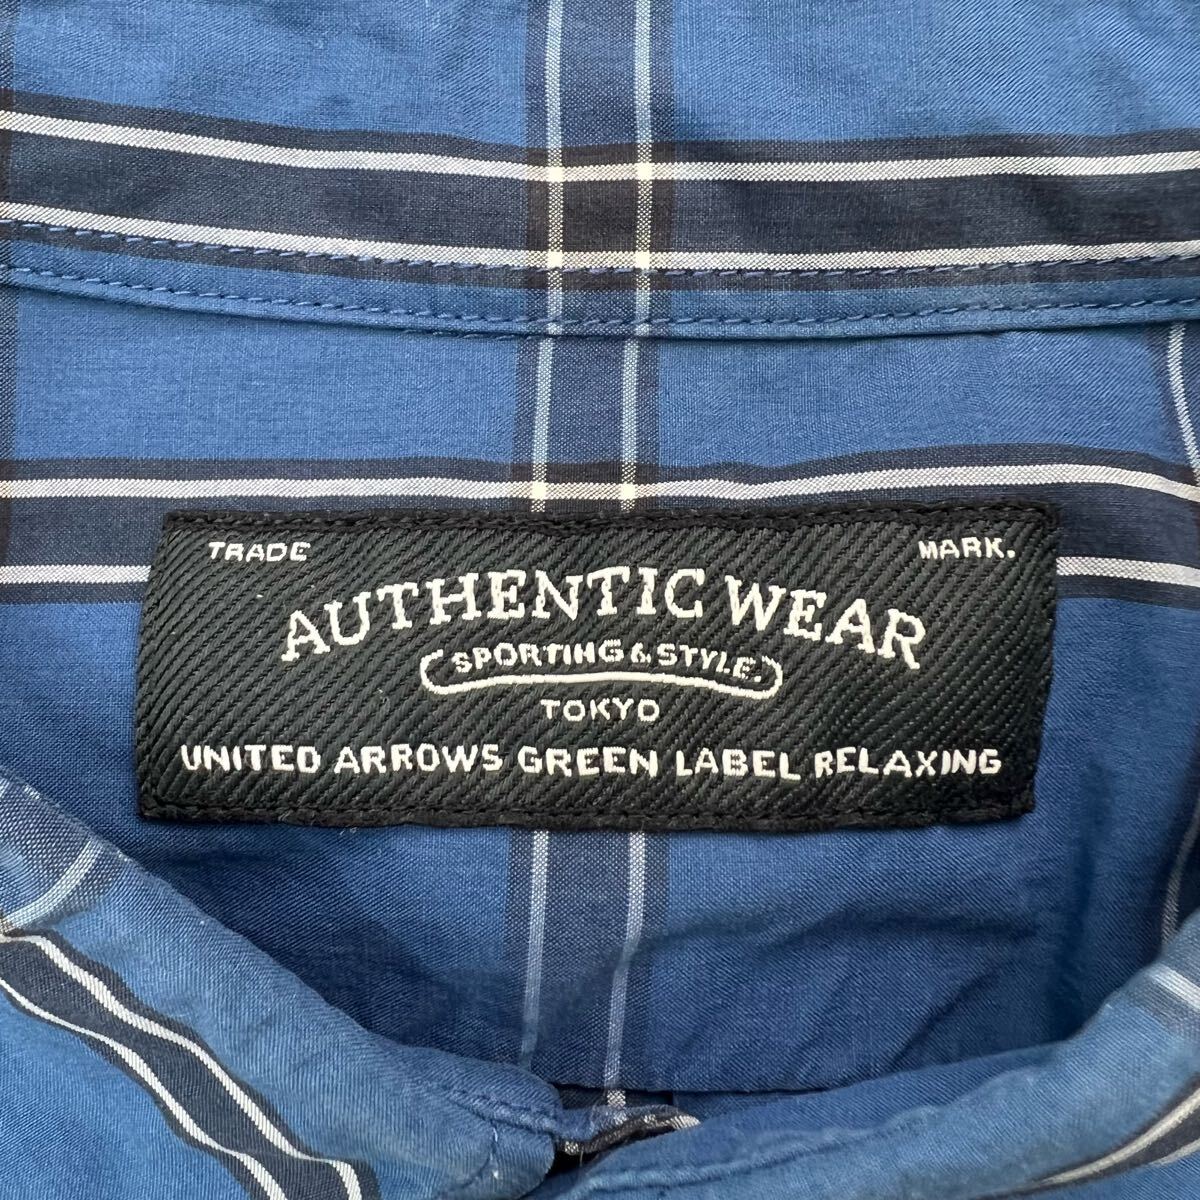 TRADE MARK.
AUTHENTIC WEAR
SPORTING & STYLE.
TOKYO
UNITED ARROWS GREEN LABEL RELAXING